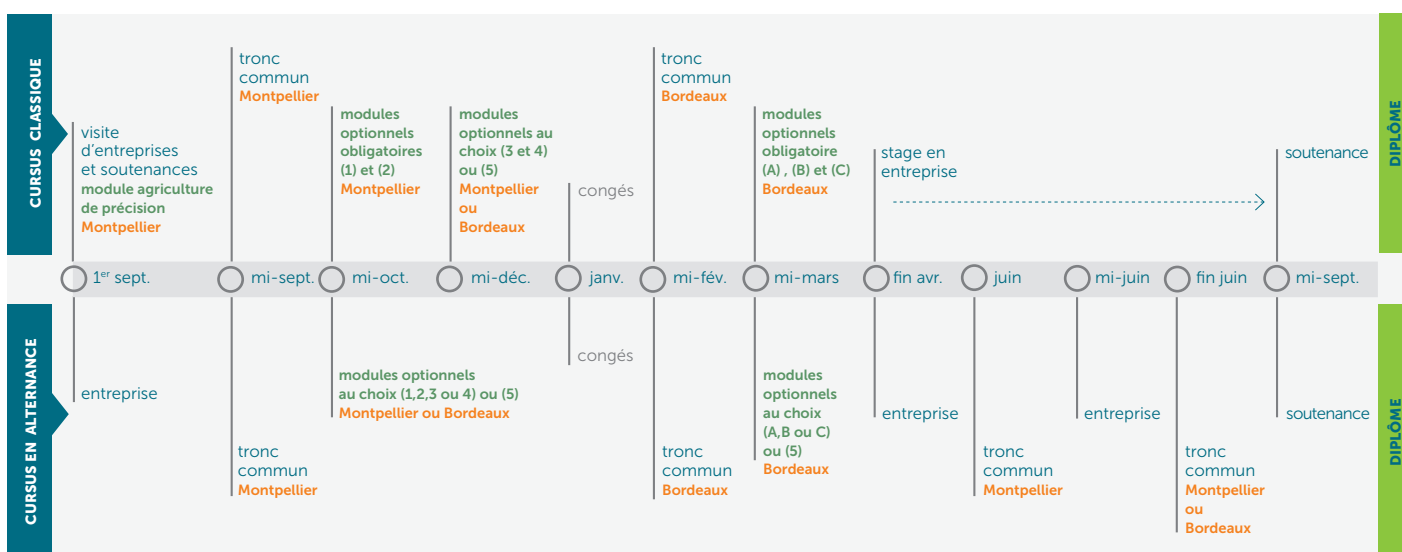 CURSUS CLASSIQUE
visite
d'entreprises
et soutenances
module agriculture
de précision
Montpellier
tronc
commun
Montpellier
modules
optionnels
obligatoires
(1) et (2)
Montpellier
modules
optionnels au
choix (3 et 4)
ou (5)
Montpellier
ou
Bordeaux
congés
tronc
commun
Bordeaux
modules
optionnels
obligatoire
(A) , (B) et (C)
Bordeaux
stage en
entreprise
soutenance
DIPLÔME
1er sept.
mi-sept.
mi-oct.
mi-déc.
janv.
mi-fév.
mi-mars
fin avr.
juin
mi-juin
fin juin
mi-sept.
CURSUS EN ALTERNANCE
entreprise
tronc
commun
Montpellier
modules optionnels
au choix (1,2,3 ou 4) ou (5)
Montpellier ou Bordeaux
congés
tronc
commun
Bordeaux
modules
optionnels
au choix
(A,B ou C)
ou (5)
Bordeaux
entreprise
tronc
commun
Montpellier
entreprise
tronc
commun
Montpellier
ou
Bordeaux
soutenance
DIPLÔME